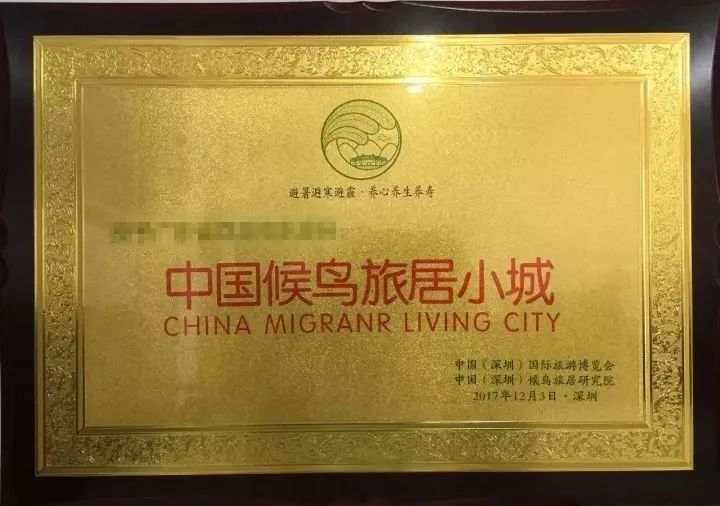 避暑避寒避霾·养心养生养寿
中国候鸟旅居小城
CHINA MIGRANR LIVING CITY
中国（深圳）国际旅游博览会
中国（深圳）候鸟旅居研究院
2017年12月3日·深圳